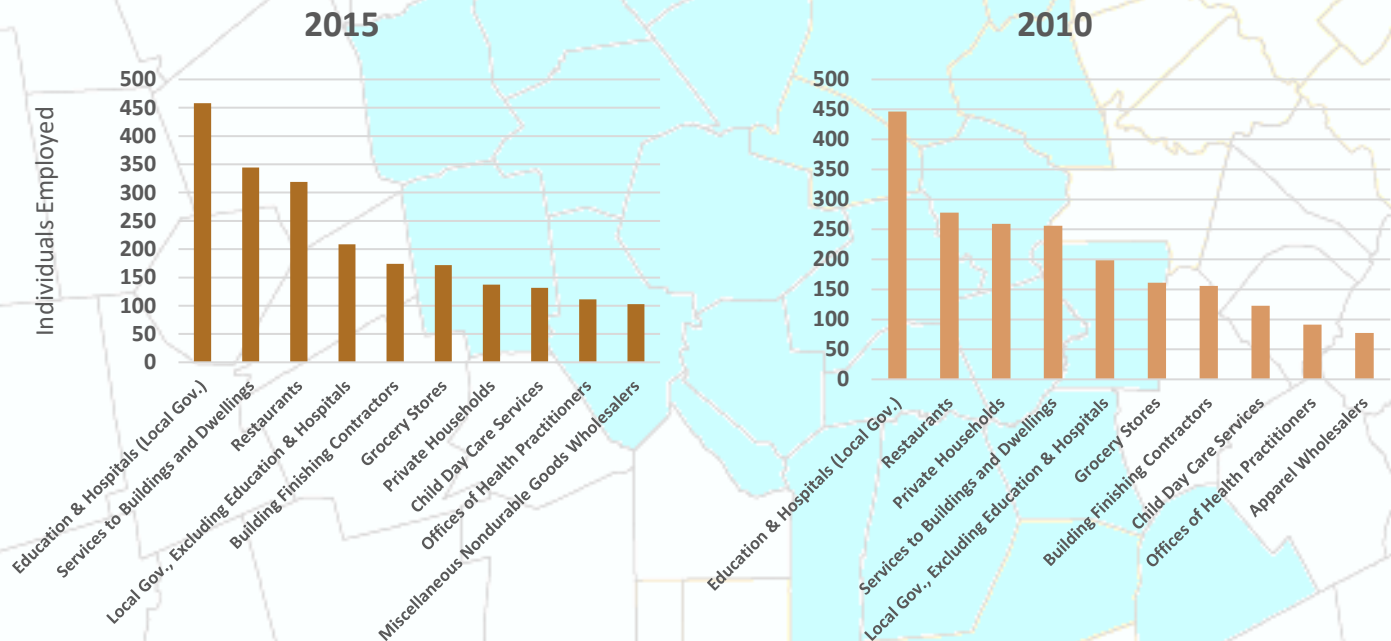 2015
Individuals Employed
500
450
400
350
300
250
200
150
100
50
0
Education & Hospitals (Local Gov.)
Services to Buildings and Dwellings
Restaurants
Local Gov., Excluding Education & Hospitals
Building Finishing Contractors
Grocery Stores
Private Households
Child Day Care Services
Offices of Health Practitioners
Miscellaneous Nondurable Goods Wholesalers
2010
500
450
400
350
300
250
200
150
100
50
0
Education & Hospitals (Local Gov.)
Restaurants
Private Households
Services to Buildings and Dwellings
Local Gov., Excluding Education & Hospitals
Grocery Stores
Building Finishing Contractors
Child Day Care Services
Offices of Health Practitioners
Apparel Wholesalers